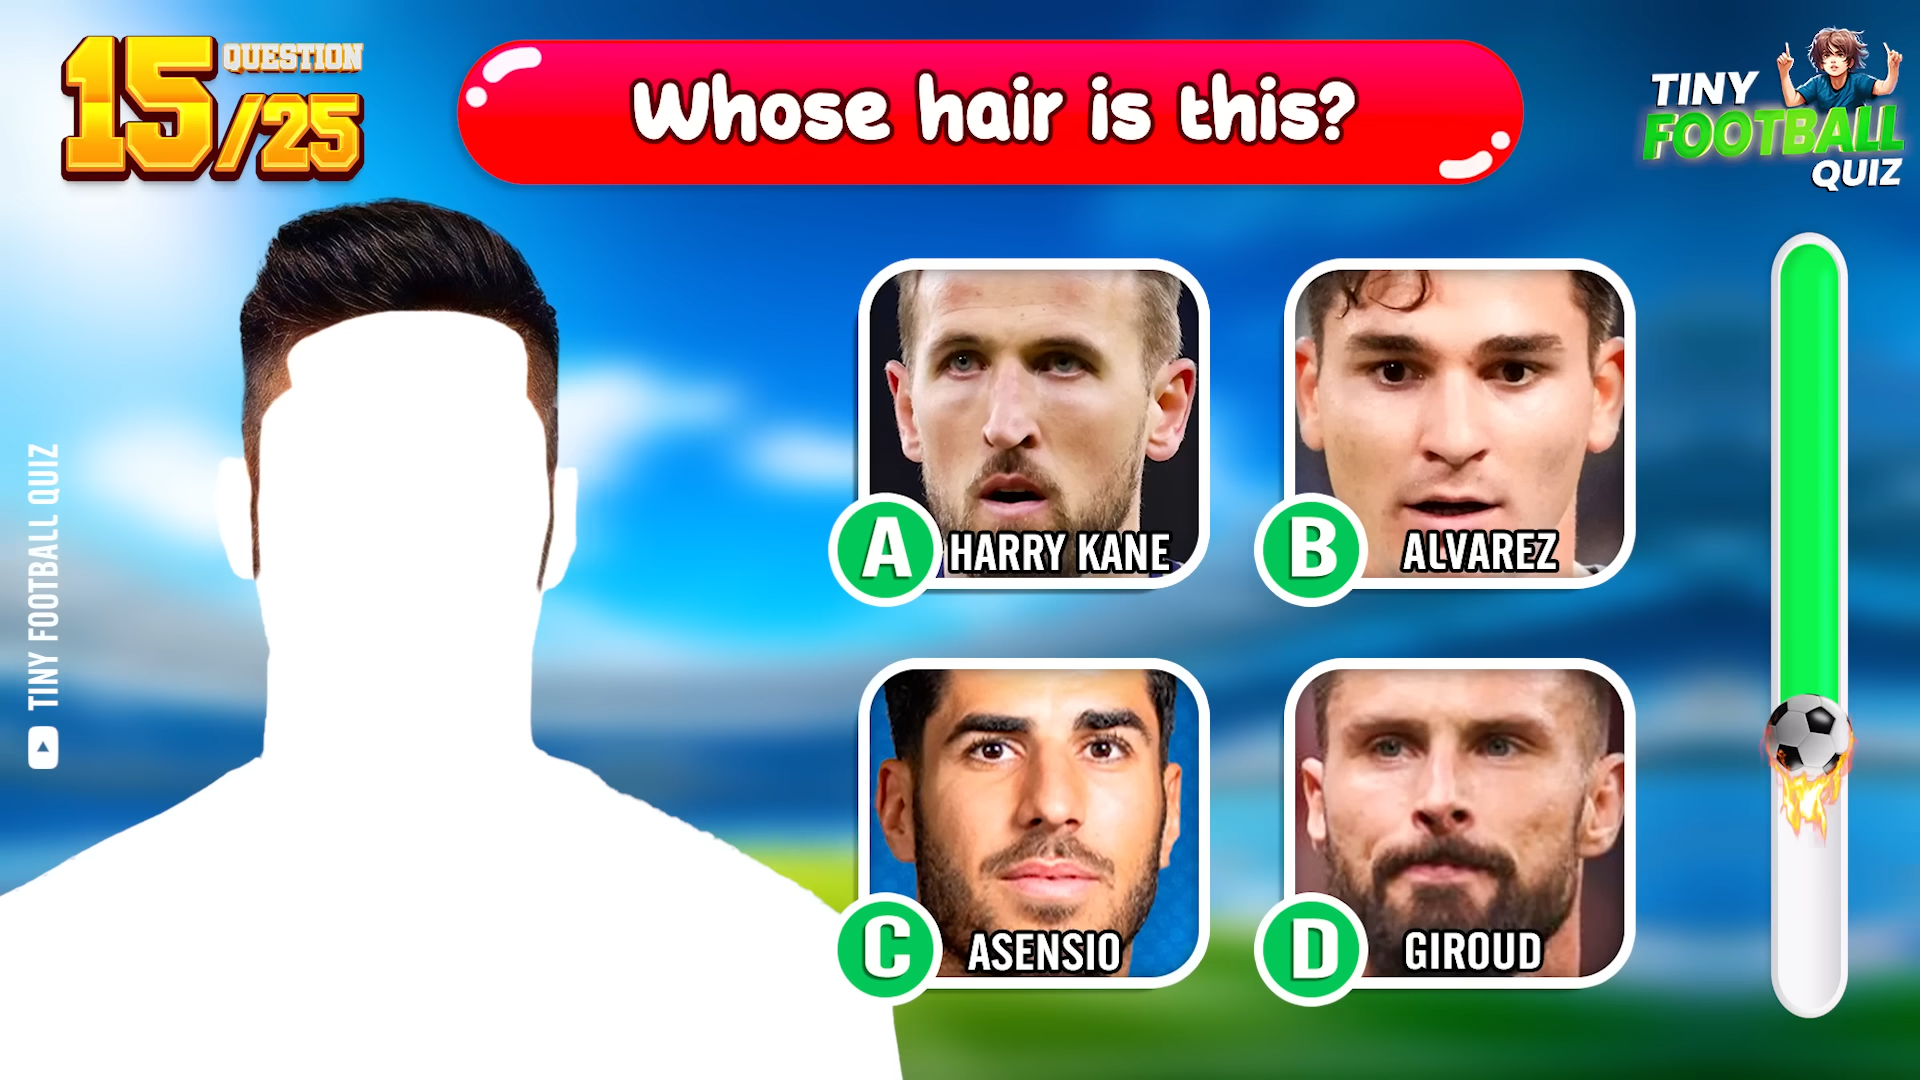 15/25
QUESTION
Whose hair is this?
TINY
FOOTBALL
QUIZ
A
HARRY KANE
B
ALVAREZ
C
ASENSIO
D
GIROUD
TINY FOOTBALL QUIZ